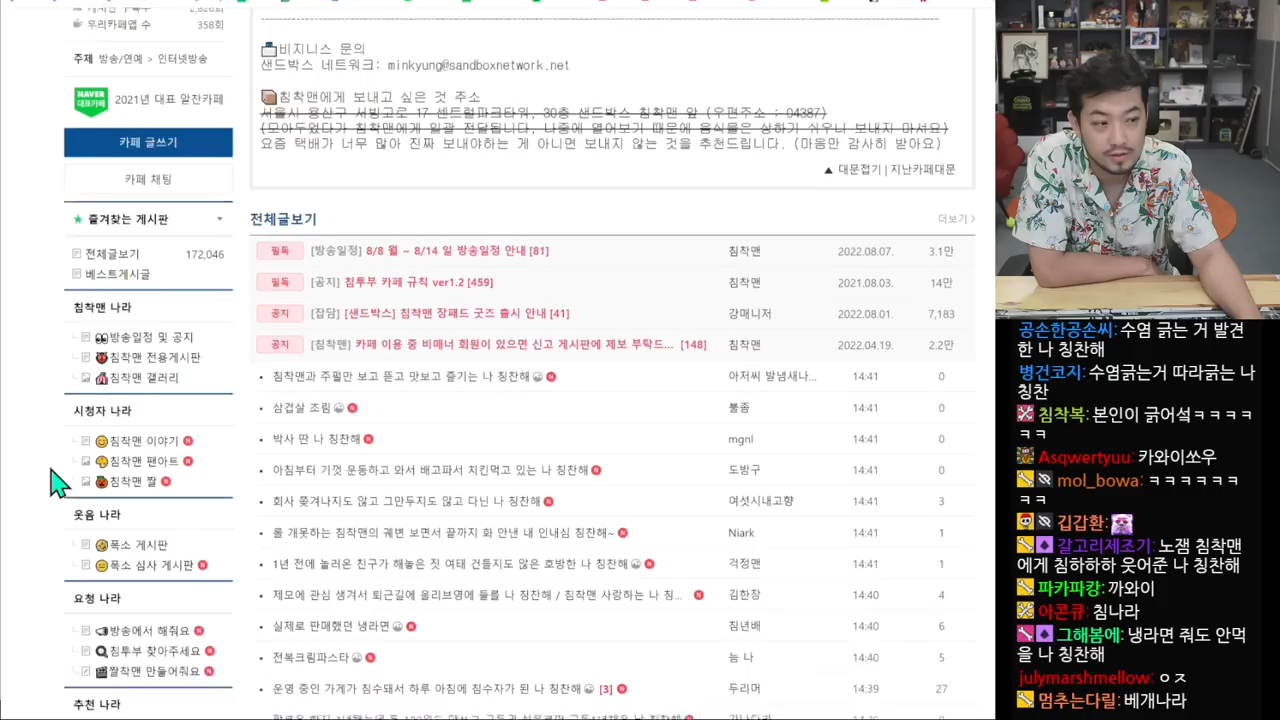 우리카페앱 수 358회
주제 방송/연예 > 인터넷방송
NAVER
대표카페
2021년 대표 알찬카페
카페 글쓰기
카페 채팅
즐겨찾는 게시판
전체글보기 172,046
베스트게시글
침착맨 나라
방송일정 및 공지
침착맨 전용게시판
침착맨 갤러리
시청자 나라
침착맨 이야기 N
침착맨 팬아트 N
침착맨 짤 N
웃음 나라
폭소 게시판
폭소 심사 게시판 N
요청 나라
방송에서 해줘요 N
침투부 찾아주세요 N
짤착맨 만들어줘요 N
추천 나라
비지니스 문의
샌드박스 네트워크: minkyung@sandboxnetwork.net
침착맨에게 보내고 싶은 것 주소
서울시 용산구 서빙고로 17 센트럴파크타워, 30층 샌드박스 침착맨 앞 (우편주소 : 04387)
(모아두었다가 침착맨에게 일괄 전달됩니다. 나중에 열어보기 때문에 음식물은 상하기 쉬우니 보내지 마셔요)
요즘 택배가 너무 많아 진짜 보내야하는 게 아니면 보내지 않는 것을 추천드립니다. (마음만 감사히 받아요)
▲ 대문접기 | 지난카페대문
전체글보기 더보기 >
필독 [방송일정] 8/8 월 ~ 8/14 일 방송일정 안내 [81] 침착맨 2022.08.07. 3.1만
필독 [공지] 침투부 카페 규칙 ver1.2 [459] 침착맨 2021.08.03. 14만
공지 [잡담] [샌드박스] 침착맨 장패드 굿즈 출시 안내 [41] 강매니저 2022.08.01. 7,183
공지 [침착맨] 카페 이용 중 비매너 회원이 있으면 신고 게시판에 제보 부탁드... [148] 침착맨 2022.04.19. 2.2만
침착맨과 주펄만 보고 뜯고 맛보고 즐기는 나 칭찬해 N 아저씨 발냄새나... 14:41 0
삼겹살 조림 N 불좀 14:41 0
박사 딴 나 칭찬해 N mgnl 14:41 0
아침부터 기껏 운동하고 와서 배고파서 치킨먹고 있는 나 칭찬해 N 도방구 14:41 0
회사 쫒겨나지도 않고 그만두지도 않고 다닌 나 칭찬해 N 여섯시내고향 14:41 3
롤 개못하는 침착맨의 궤변 보면서 끝까지 화 안낸 내 인내심 칭찬해~ N Niark 14:41 1
1년 전에 놀러온 친구가 해놓은 짓 여태 건들지도 않은 호방한 나 칭찬해 N 걱정맨 14:41 1
제모에 관심 생겨서 퇴근길에 올리브영에 들를 나 칭찬해 / 침착맨 사랑하는 나 칭... N 김한장 14:40 4
실제로 판매했던 냉라면 N 침년배 14:40 6
전복크림파스타 N 능 나 14:40 5
운영 중인 가게가 침수돼서 하루 아침에 침수자가 된 나 칭찬해 [3] N 두리머 14:39 27
공손한공손씨: 수염 긁는 거 발견
한 나 칭찬해
병건코지: 수염긁는거 따라긁는 나
칭찬
침착복: 본인이 긁어섴ㅋㅋㅋㅋ
ㅋㅋ
Asqwertyuu: 카와이쏘우
mol_bowa: ㅋㅋㅋㅋㅋㅋ
ㅋㅋ
깁갑환:
갈고리제조기: 노잼 침착맨
에게 침하하하 웃어준 나 칭찬해
파카파캉: 까와이
아콘큐: 침나라
그해봄에: 냉라면 줘도 안먹
을 나 칭찬해
julymarshmellow: ㅇㅈ
멈추는다릴: 베개나라